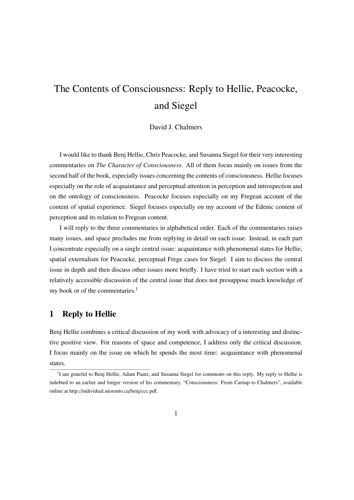 The Contents of Consciousness: Reply to Hellie, Peacocke,
and Siegel
David J. Chalmers
I would like to thank Benj Hellie, Chris Peacocke, and Susanna Siegel for their very interesting
commentaries on The Character of Consciousness. All of them focus mainly on issues from the
second half of the book, especially issues concerning the contents of consciousness. Hellie focuses
especially on the role of acquaintance and perceptual attention in perception and introspection and
on the ontology of consciousness. Peacocke focuses especially on my Fregean account of the
content of spatial experience. Siegel focuses especially on my account of the Edenic content of
perception and its relation to Fregean content.
I will reply to the three commentaries in alphabetical order. Each of the commentaries raises
many issues, and space precludes me from replying in detail on each issue. Instead, in each part
I concentrate especially on a single central issue: acquaintance with phenomenal states for Hellie,
spatial externalism for Peacocke, perceptual Frege cases for Siegel. I aim to discuss the central
issue in depth and then discuss other issues more briefly. I have tried to start each section with a
relatively accessible discussion of the central issue that does not presuppose much knowledge of
my book or of the commentaries.1
1 Reply to Hellie
Benj Hellie combines a critical discussion of my work with advocacy of a interesting and distinc-
tive positive view. For reasons of space and competence, I address only the critical discussion.
I focus mainly on the issue on which he spends the most time: acquaintance with phenomenal
states.
1I am grateful to Benj Hellie, Adam Pautz, and Susanna Siegel for comments on this reply. My reply to Hellie is
indebted to an earlier and longer version of his commentary, "Consciousness: From Carnap to Chalmers", available
online at http://individual.utoronto.ca/benj/ccc.pdf.
1